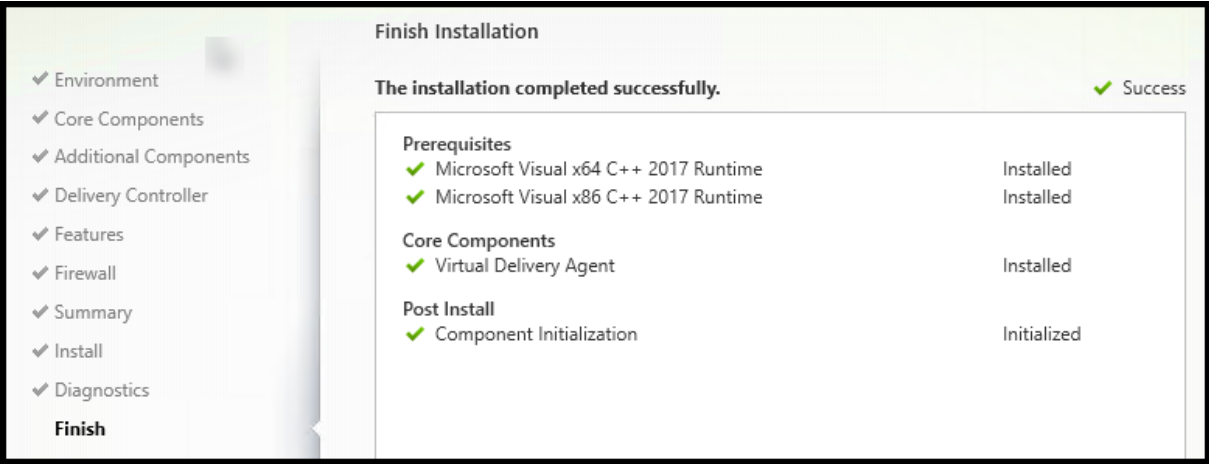 Environment
Core Components
Additional Components
Delivery Controller
Features
Firewall
Summary
Install
Diagnostics
Finish
Finish Installation
The installation completed successfully.
Success
Prerequisites
Microsoft Visual x64 C++ 2017 Runtime Installed
Microsoft Visual x86 C++ 2017 Runtime Installed
Core Components
Virtual Delivery Agent Installed
Post Install
Component Initialization Initialized